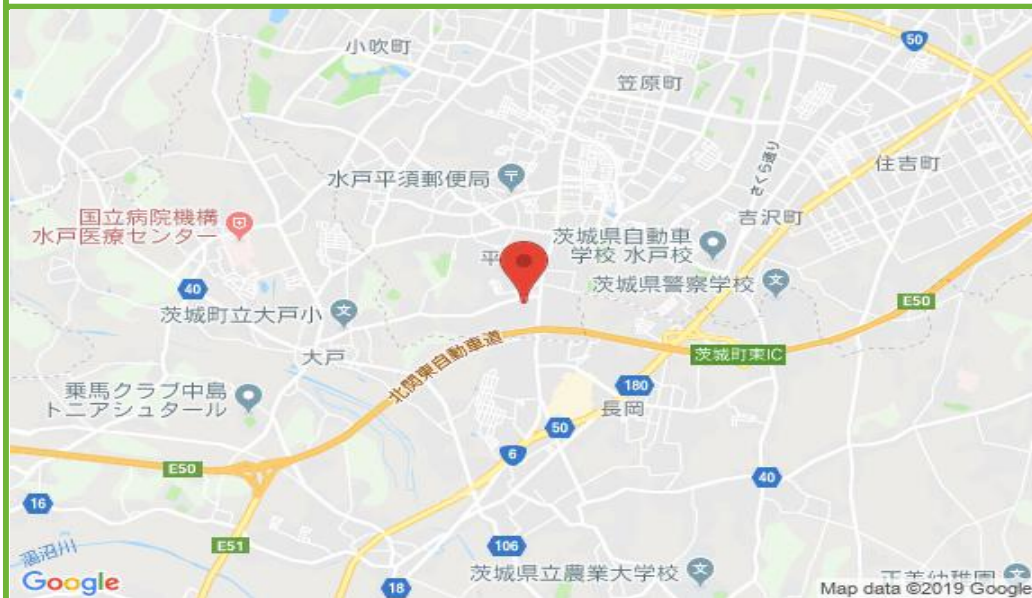 小吹町
50
笠原町
さくら通り
住吉町
水戸平須郵便局
国立病院機構
水戸医療センター
吉沢町
茨城県自動車
学校 水戸校
平
茨城県警察学校
40
E50
茨城町立大戸小
北関東自動車道
茨城町東IC
大戸
乗馬クラブ中島
トニアシュタール
180
長岡
50
6
E50
40
16
E51
106
涸沼川
茨城県立農業大学校
正美幼稚園
18
Google
Map data ©2019 Google